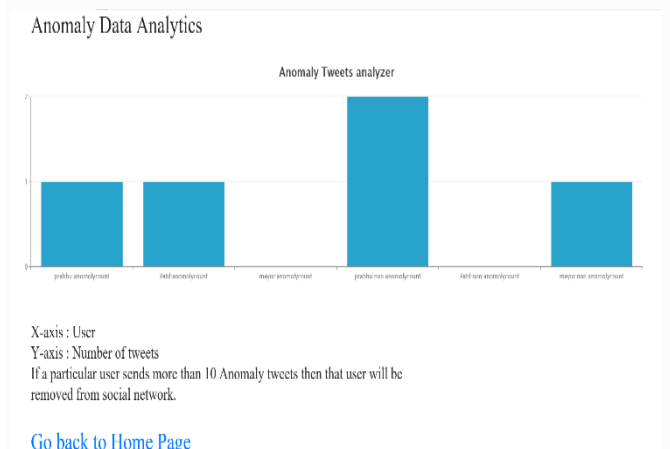 Anomaly Data Analytics
Anomaly Tweets analyzer
2
1
0
prabhu anomalycount
anomalycount
mayur anomalycount
prabhu non anomalycount
non anomalycount
mayur non anomalycount
X-axis : User
Y-axis : Number of tweets
If a particular user sends more than 10 Anomaly tweets then that user will be
removed from social network.
Go back to Home Page